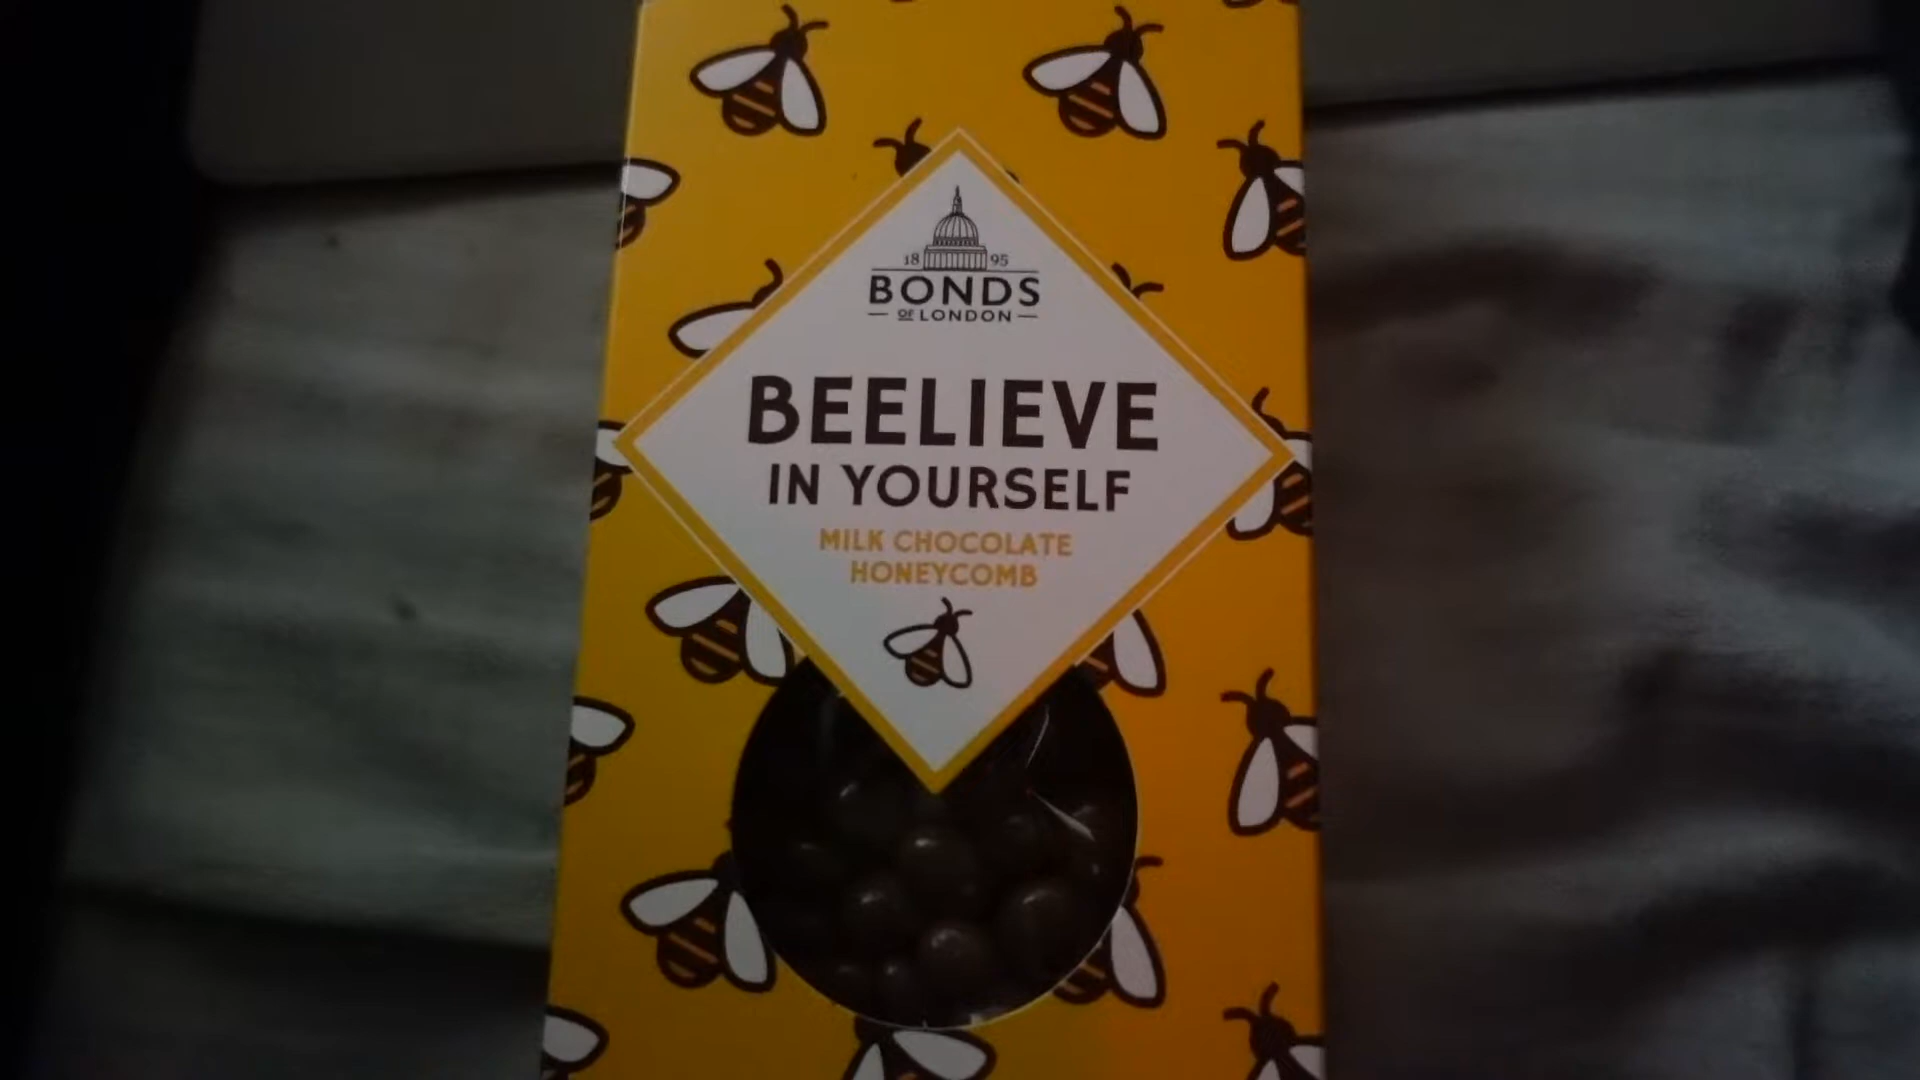 18 95
BONDS
OF LONDON
BEELIEVE
IN YOURSELF
MILK CHOCOLATE
HONEYCOMB